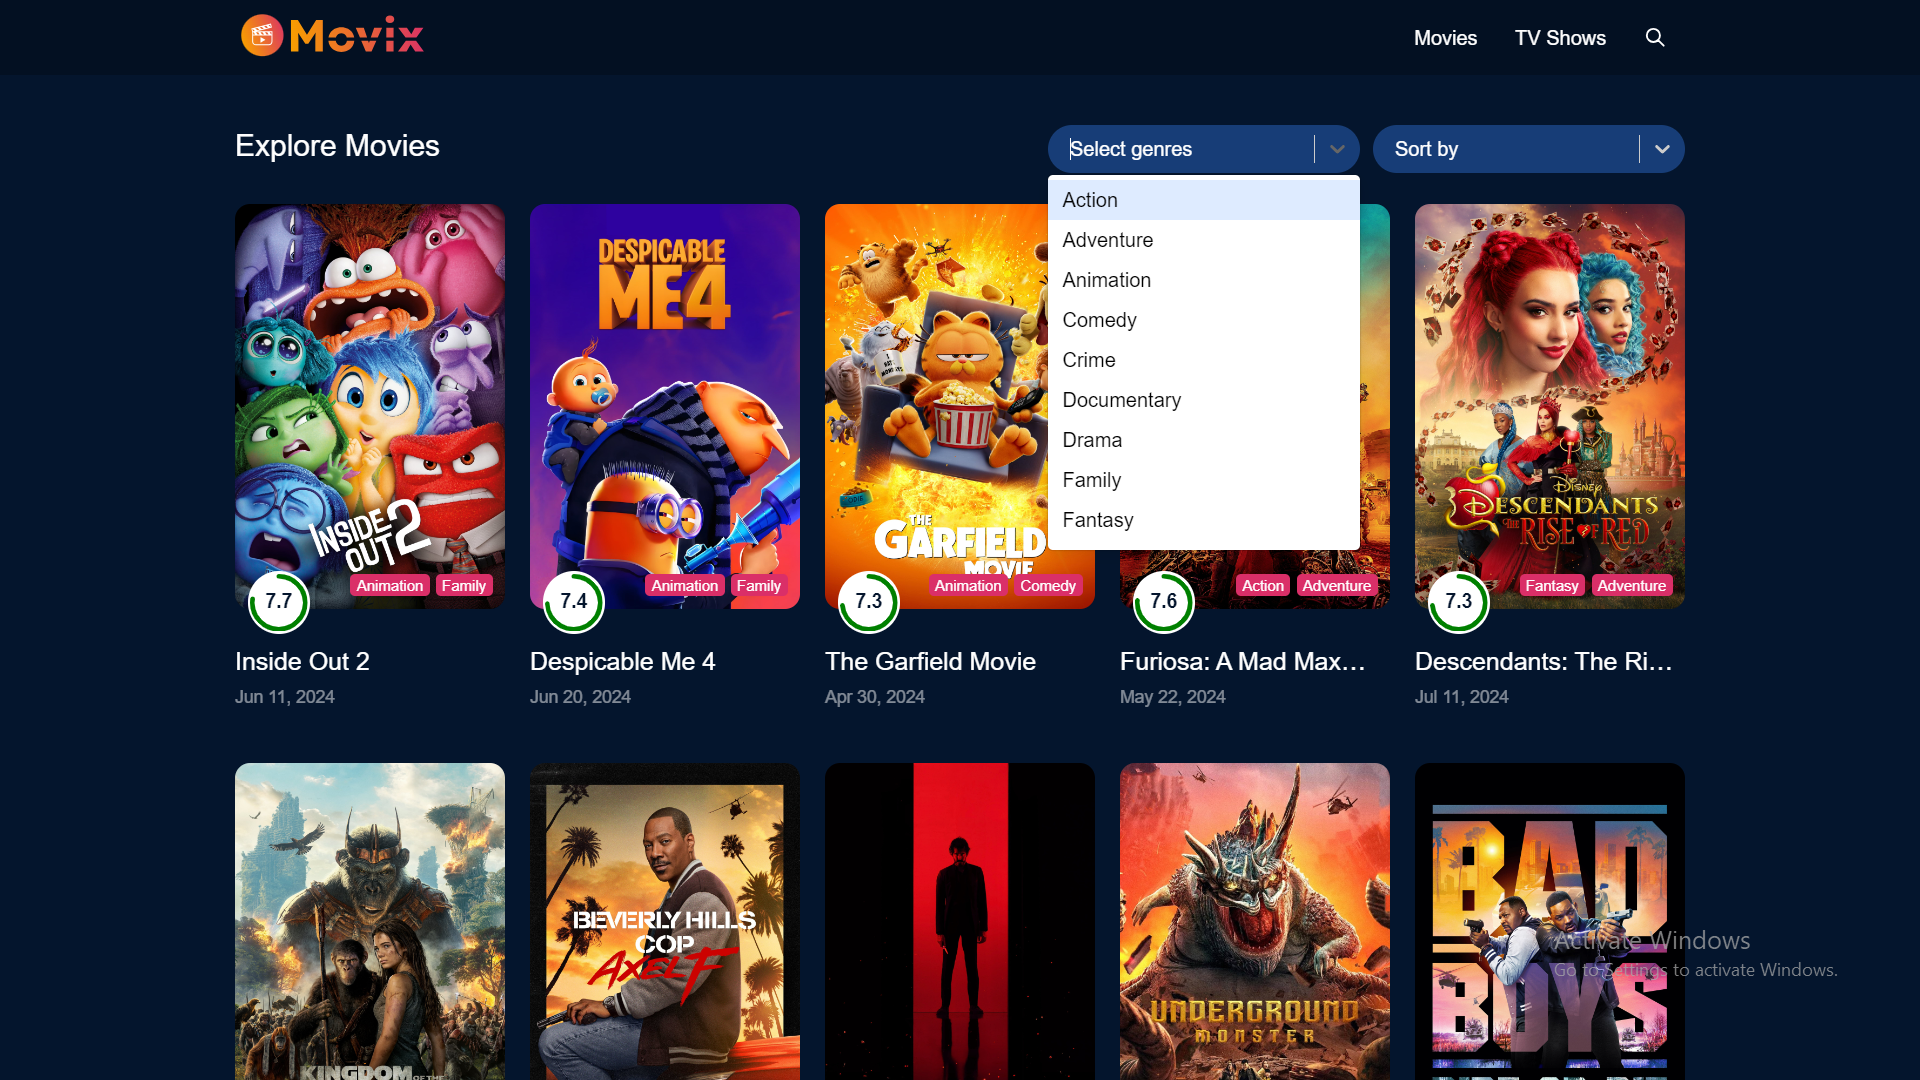 Movix
Movies
TV Shows
Explore Movies
Select genres
Sort by
Action
Adventure
Animation
Comedy
Crime
Documentary
Drama
Family
Fantasy
INSIDE
OUT 2
Animation
Family
7.7
Inside Out 2
Jun 11, 2024
DESPICABLE
ME 4
Animation
Family
7.4
Despicable Me 4
Jun 20, 2024
I HATE MONDAYS
ODIE
THE
GARFIELD
MOVIE
Animation
Comedy
7.3
The Garfield Movie
Apr 30, 2024
Action
Adventure
7.6
Furiosa: A Mad Max...
May 22, 2024
Disney
DESCENDANTS
THE RISE OF RED
Fantasy
Adventure
7.3
Descendants: The Ri...
Jul 11, 2024
KINGDOM OF THE
BEVERLY HILLS
COP
AXEL F
UNDERGROUND
MONSTER
BAD
BOYS
Activate Windows
Go to Settings to activate Windows.